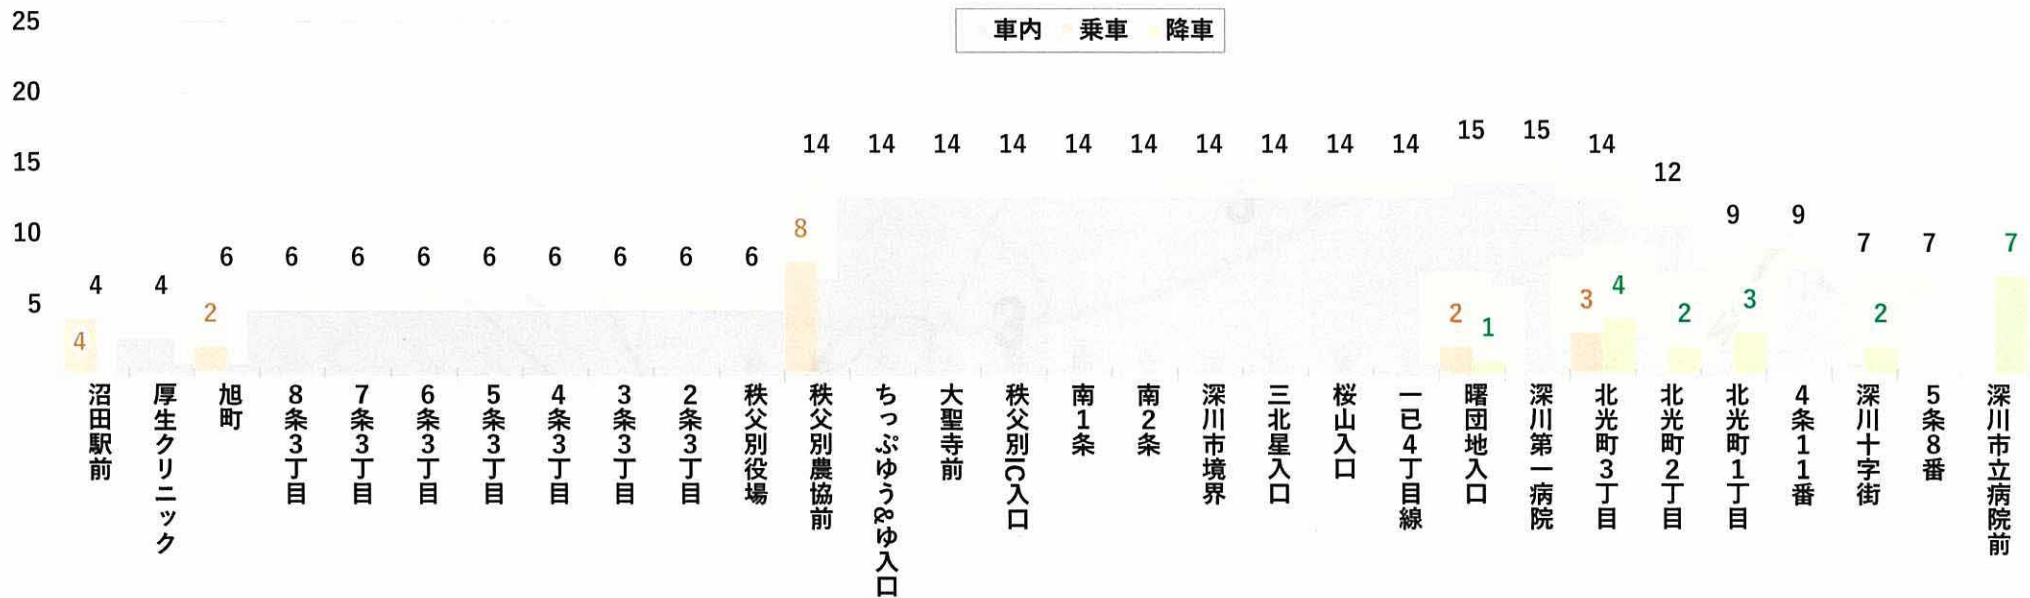 25
20
15
10
5
車内 乗車 降車
4 4 6 6 6 6 6 6 6 6 6 14 14 14 14 14 14 14 14 14 14 15 15 14 12 9 9 7 7
4 2 8 2 3
1 4 2 3 2 7
沼田駅前
厚生クリニック
旭町
8条3丁目
7条3丁目
6条3丁目
5条3丁目
4条3丁目
3条3丁目
2条3丁目
秩父別役場
秩父別農協前
ちっぷゆう&ゆ入口
大聖寺前
秩父別IC入口
南1条
南2条
深川市境界
三北星入口
桜山入口
一已4丁目線
曙団地入口
深川第一病院
北光町3丁目
北光町2丁目
北光町1丁目
4条11番
深川十字街
5条8番
深川市立病院前